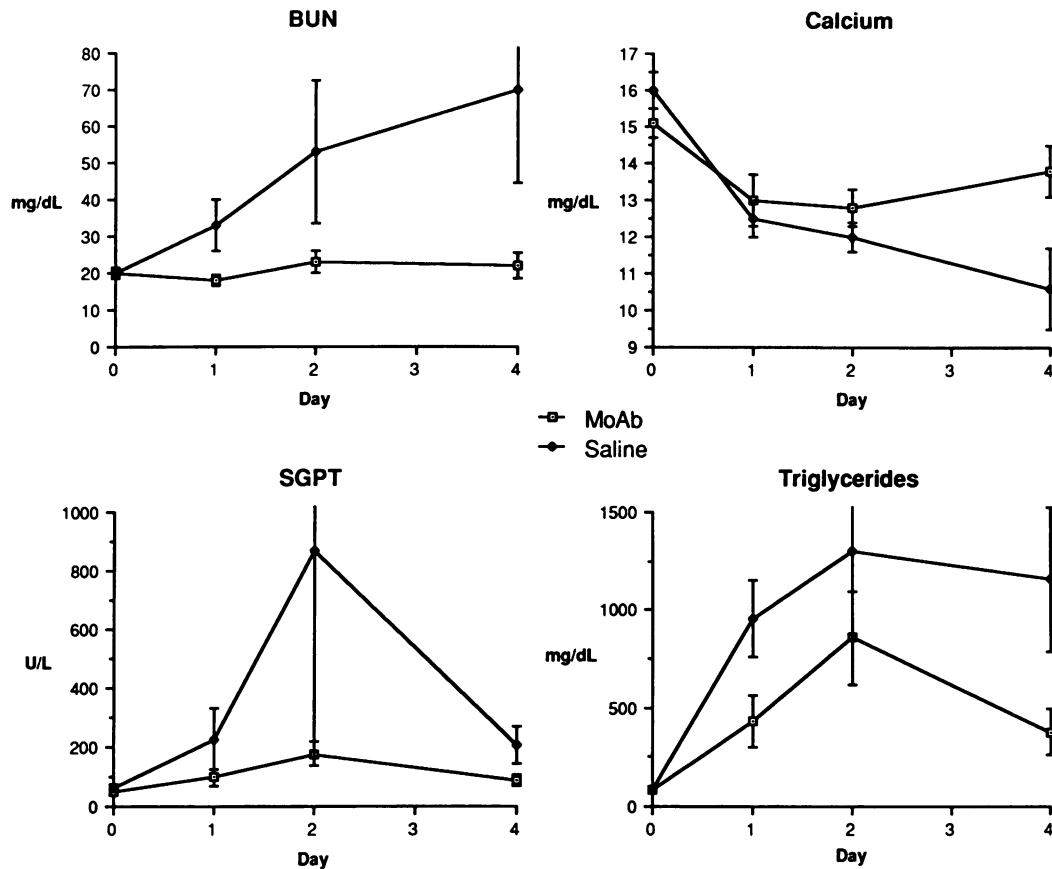 BUN
80
70
60
50
40
30
20
10
0
mg/dL
0 1 2 3 4
Day
Calcium
17
16
15
14
13
12
11
10
9
mg/dL
0 1 2 3 4
Day
MoAb
Saline
SGPT
1000
800
600
400
200
0
U/L
0 1 2 3 4
Day
Triglycerides
1500
1000
500
0
mg/dL
0 1 2 3 4
Day